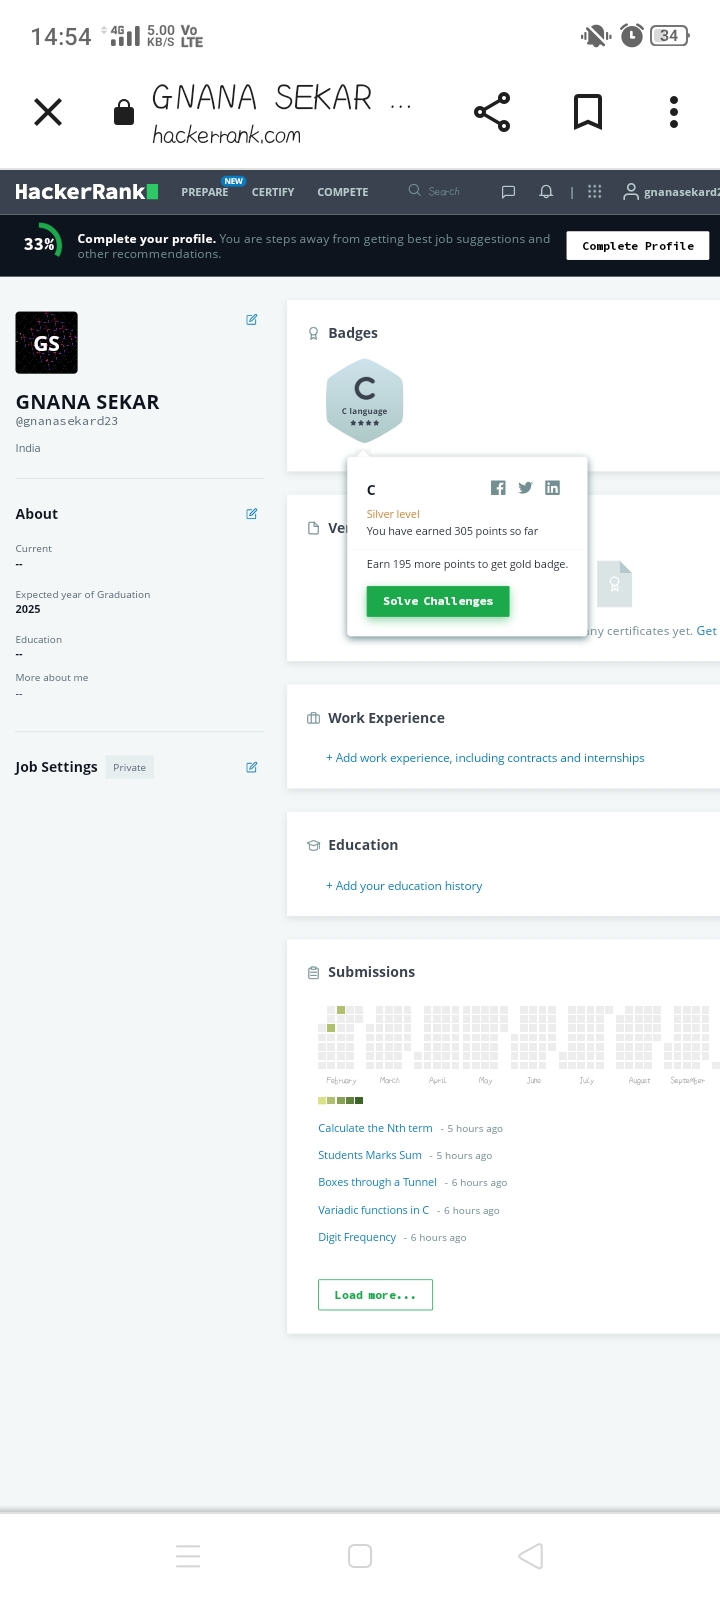 14:54 4G 5.00 KB/S Vo LTE 34
GNANA SEKAR ...
hackerrank.com
HackerRank PREPARE NEW CERTIFY COMPETE Search | gnanasekard2
33% Complete your profile. You are steps away from getting best job suggestions and
other recommendations.
Complete Profile
GS
GNANA SEKAR
@gnanasekard23
India
About
Current
--
Expected year of Graduation
2025
Education
--
More about me
--
Job Settings Private
Badges
C
C language
C
Silver level
You have earned 305 points so far
Earn 195 more points to get gold badge.
Solve Challenges
Ve
ny certificates yet. Get
Work Experience
+ Add work experience, including contracts and internships
Education
+ Add your education history
Submissions
February March April May June July August September
Calculate the Nth term - 5 hours ago
Students Marks Sum - 5 hours ago
Boxes through a Tunnel - 6 hours ago
Variadic functions in C - 6 hours ago
Digit Frequency - 6 hours ago
Load more...